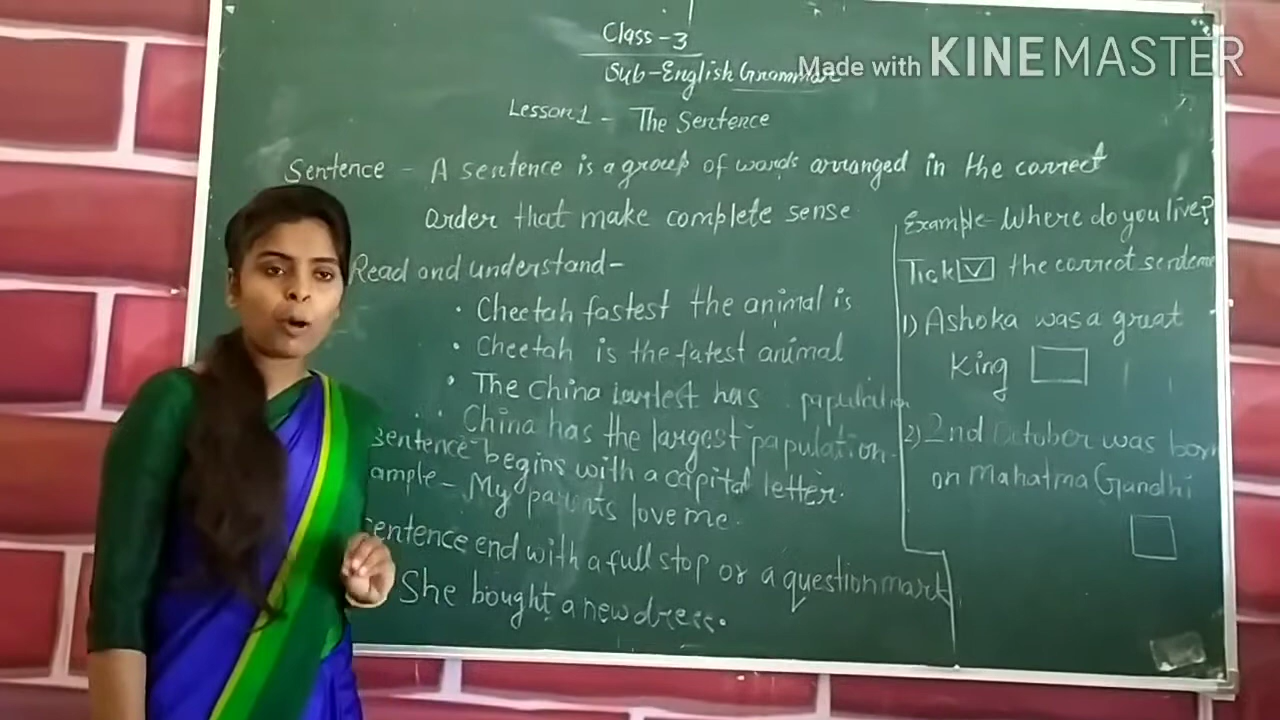 Class-3
Sub-English Grammar
Made with KINEMASTER
Lesson 1 - The Sentence
Sentence - A sentence is a group of words arranged in the correct
order that make complete sense
Read and understand-
• Cheetah fastest the animal is
• Cheetah is the fatest animal
• The China largest has papulation
China has the largest papulation.
sentence begins with a capital letter.
ample- My parents love me.
sentence end with a full stop or a question mark
She bought a new dress.
Example- Where do you live?
Tick ☑ the correct sentence
1) Ashoka was a great
King
2) 2nd October was born
on Mahatma Gandhi